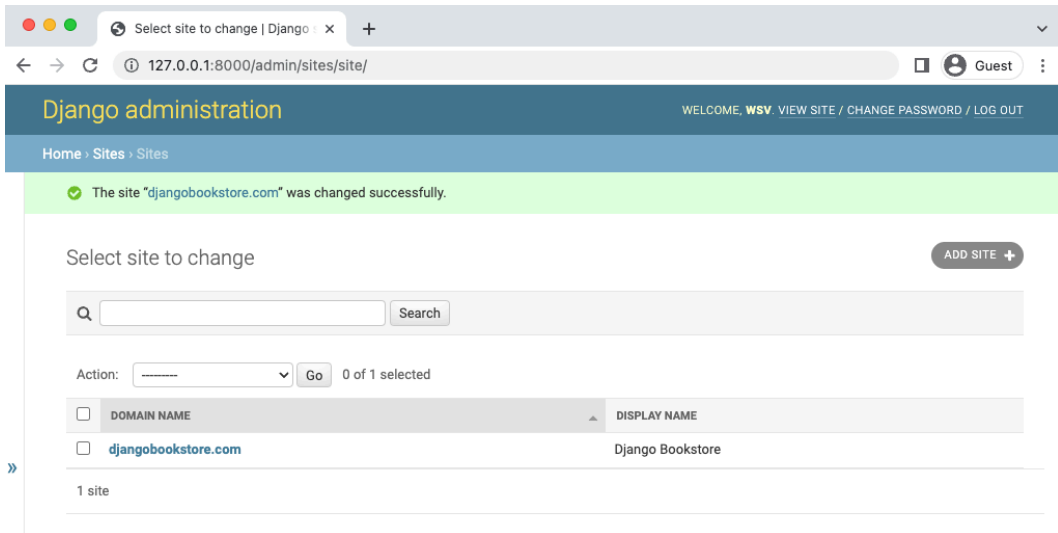 Select site to change | Django s
127.0.0.1:8000/admin/sites/site/
Guest
Django administration
WELCOME, WSV. VIEW SITE / CHANGE PASSWORD / LOG OUT
Home › Sites › Sites
The site “djangobookstore.com” was changed successfully.
Select site to change
ADD SITE +
Search
Action: --------- Go 0 of 1 selected
DOMAIN NAME DISPLAY NAME
djangobookstore.com Django Bookstore
»
1 site